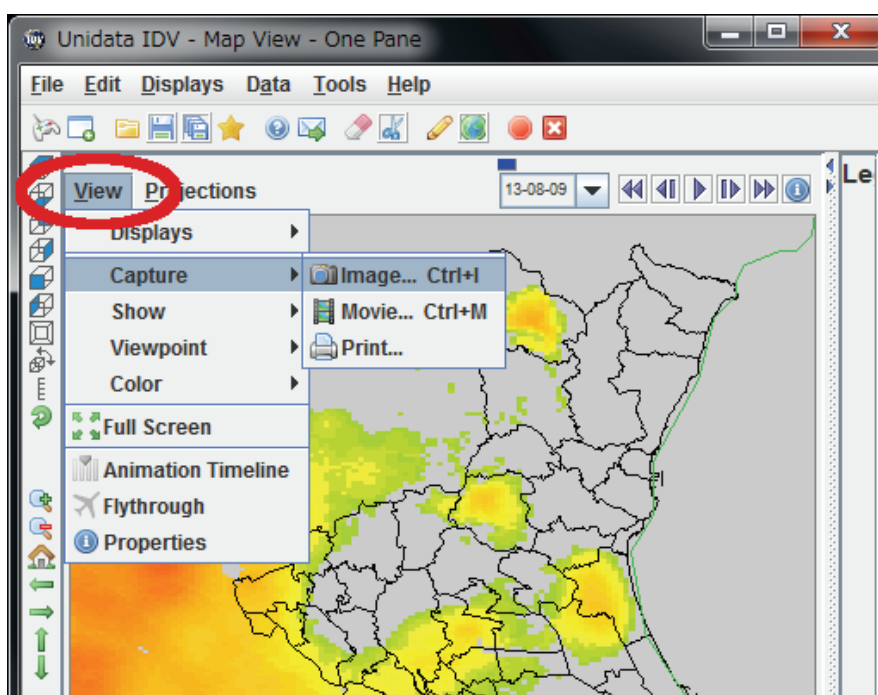 IDV Unidata IDV - Map View - One Pane
File Edit Displays Data Tools Help
View Projections
13-08-09
Le
Displays
Capture
Image... Ctrl+I
Show
Movie... Ctrl+M
Viewpoint
Print...
Color
Full Screen
Animation Timeline
Flythrough
Properties